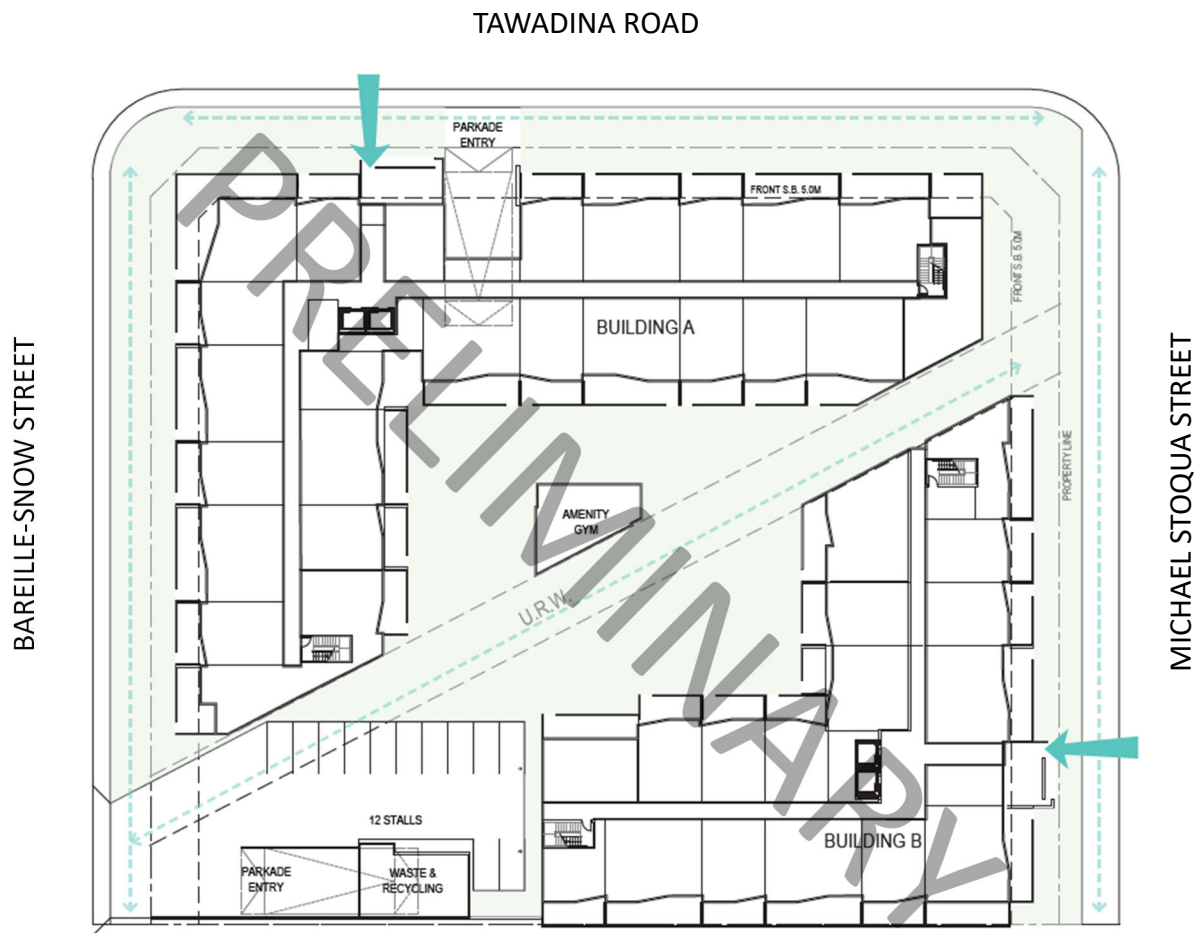 TAWADINA ROAD
PARKADE
ENTRY
FRONT S.B. 5.0M
FRONT S.B. 5.0M
BUILDING A
BAREILLE-SNOW STREET
MICHAEL STOQUA STREET
PROPERTY LINE
AMENITY
GYM
U.R.W.
PRELIMINARY
12 STALLS
BUILDING B
PARKADE
ENTRY
WASTE &
RECYCLING